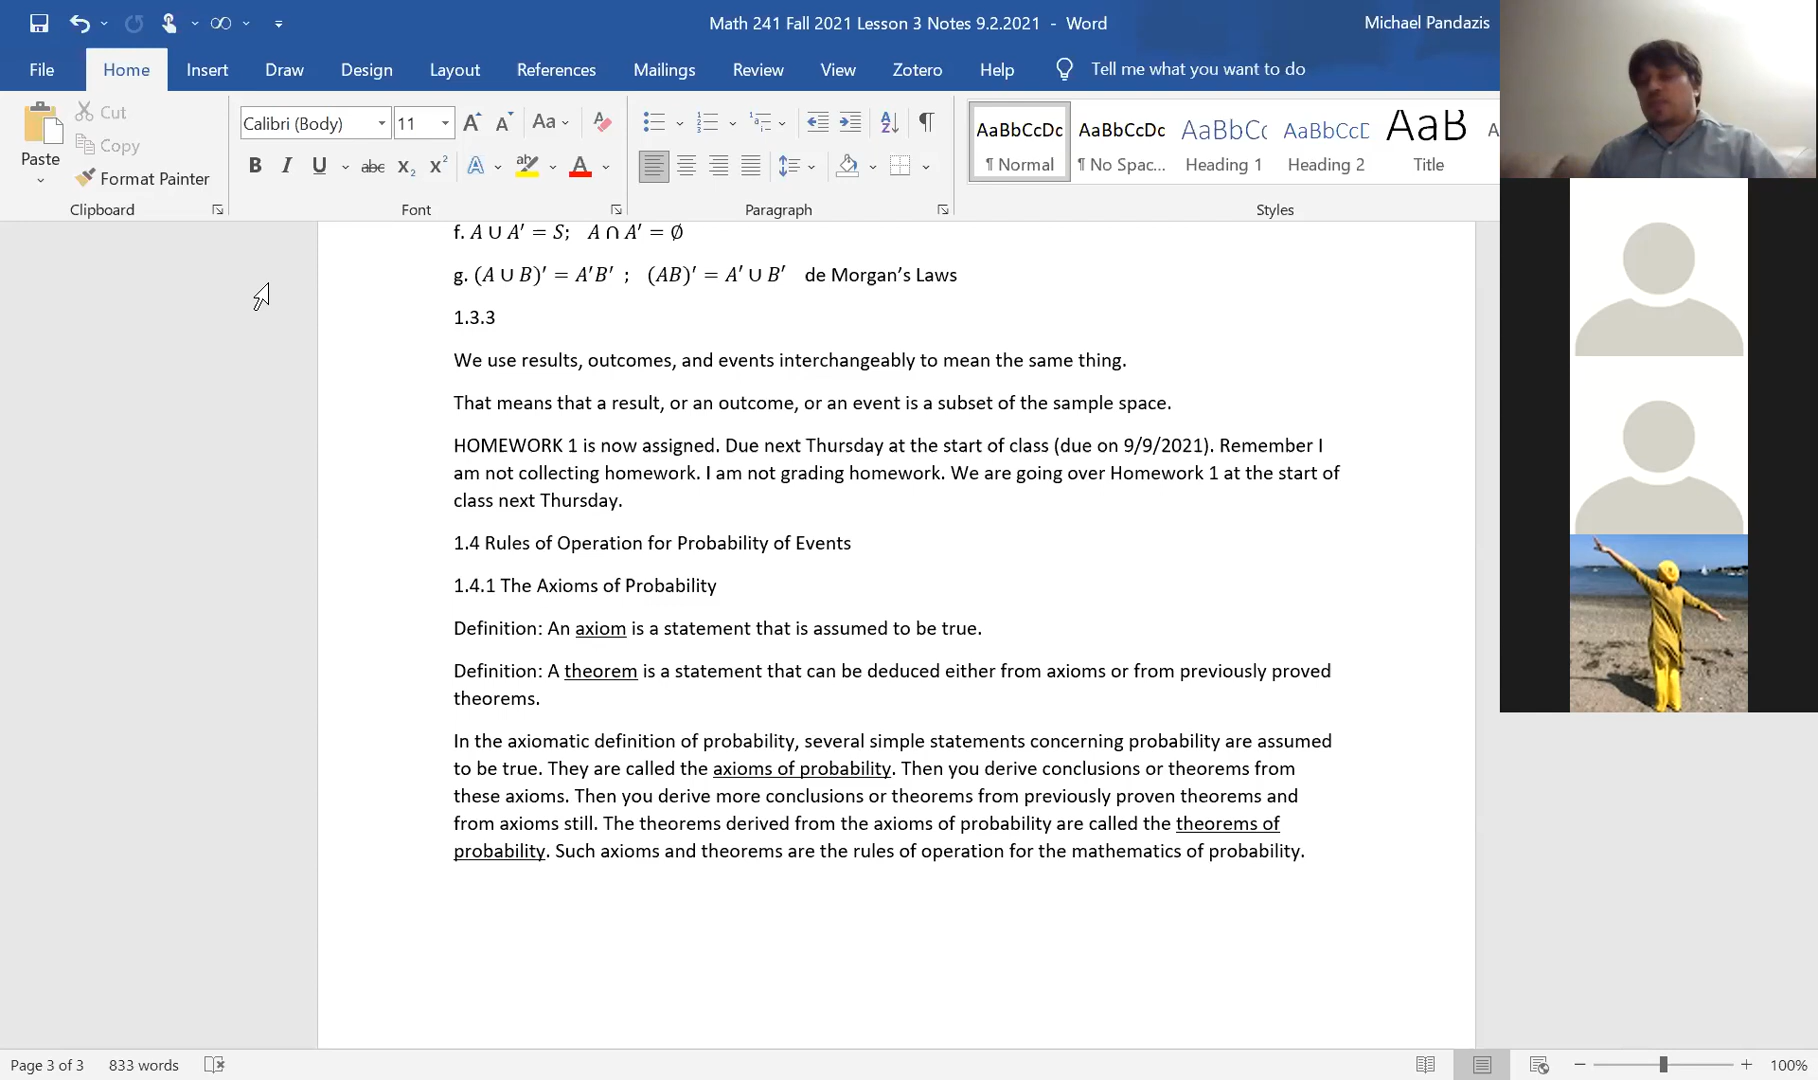 Math 241 Fall 2021 Lesson 3 Notes 9.2.2021 - Word
Michael Pandazis
File Home Insert Draw Design Layout References Mailings Review View Zotero Help Tell me what you want to do
Paste
Cut
Copy
Format Painter
Clipboard
Calibri (Body) 11
Font
Paragraph
AaBbCcDc AaBbCcDc AaBbCc AaBbCcD AaB
¶ Normal ¶ No Spac... Heading 1 Heading 2 Title
Styles
f. A ∪ A′ = S; A ∩ A′ = ∅
g. (A ∪ B)′ = A′B′ ; (AB)′ = A′ ∪ B′ de Morgan’s Laws
1.3.3
We use results, outcomes, and events interchangeably to mean the same thing.
That means that a result, or an outcome, or an event is a subset of the sample space.
HOMEWORK 1 is now assigned. Due next Thursday at the start of class (due on 9/9/2021). Remember I
am not collecting homework. I am not grading homework. We are going over Homework 1 at the start of
class next Thursday.
1.4 Rules of Operation for Probability of Events
1.4.1 The Axioms of Probability
Definition: An axiom is a statement that is assumed to be true.
Definition: A theorem is a statement that can be deduced either from axioms or from previously proved
theorems.
In the axiomatic definition of probability, several simple statements concerning probability are assumed
to be true. They are called the axioms of probability. Then you derive conclusions or theorems from
these axioms. Then you derive more conclusions or theorems from previously proven theorems and
from axioms still. The theorems derived from the axioms of probability are called the theorems of
probability. Such axioms and theorems are the rules of operation for the mathematics of probability.
Page 3 of 3 833 words
100%